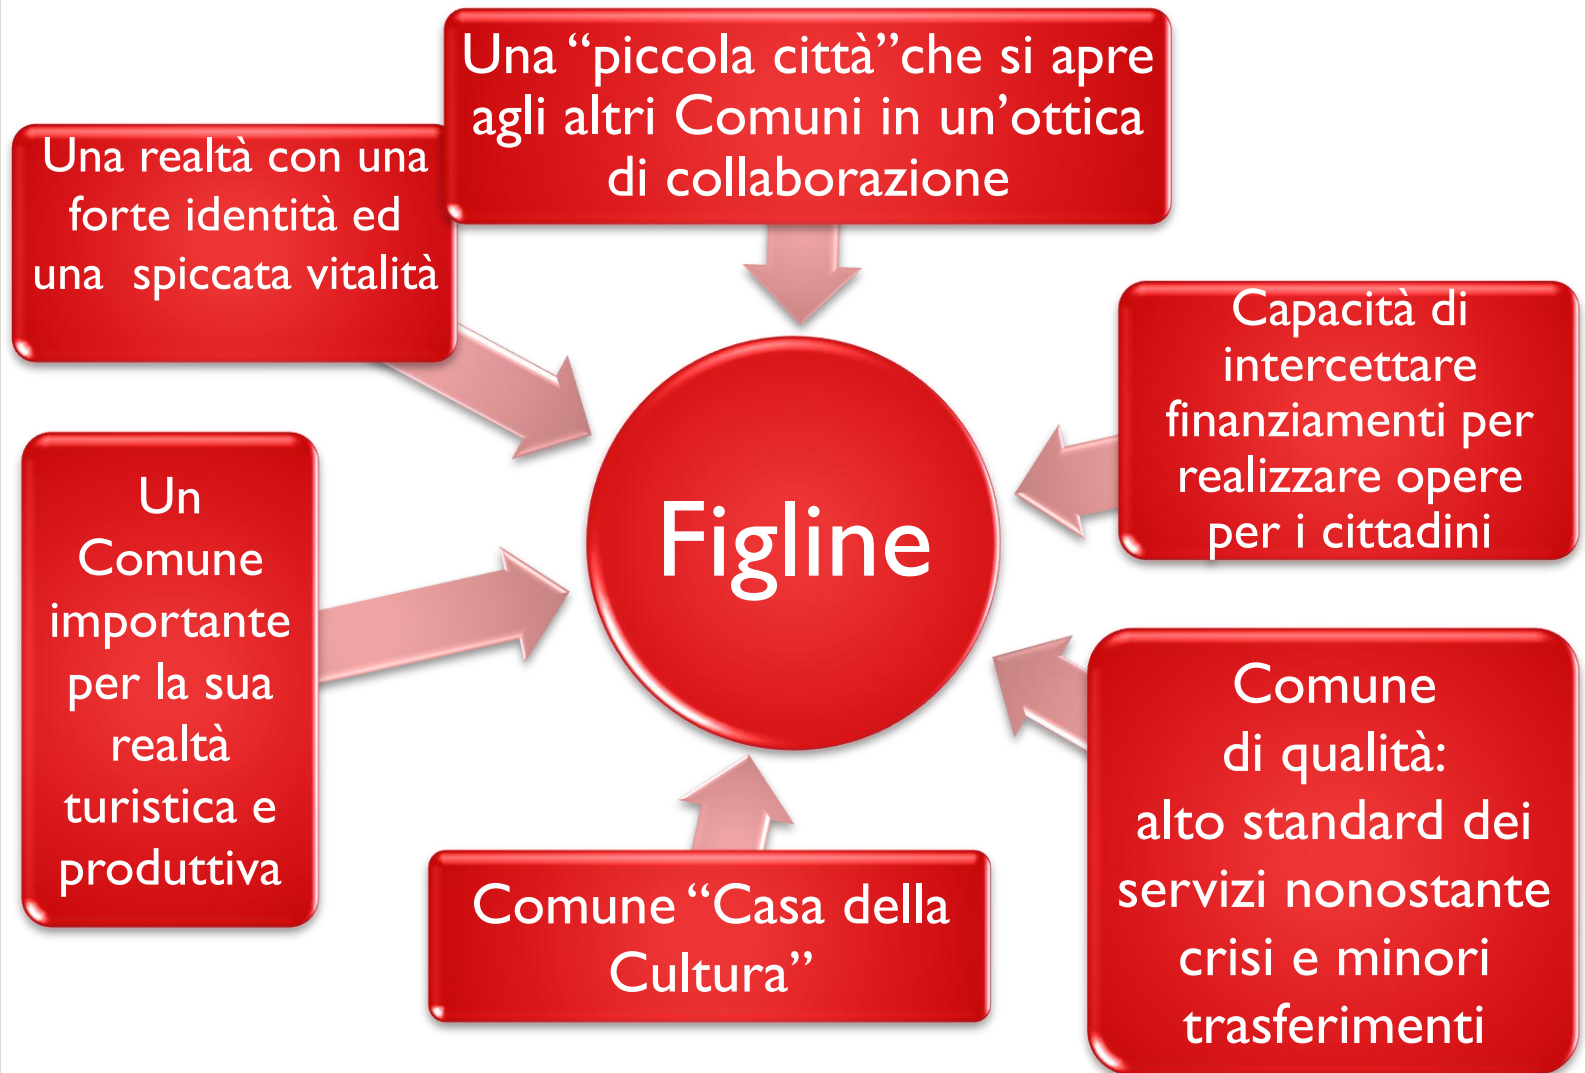 Una “piccola città”che si apre
agli altri Comuni in un’ottica
di collaborazione
Una realtà con una
forte identità ed
una spiccata vitalità
Capacità di
intercettare
finanziamenti per
realizzare opere
per i cittadini
Figline
Un
Comune
importante
per la sua
realtà
turistica e
produttiva
Comune
di qualità:
alto standard dei
servizi nonostante
crisi e minori
trasferimenti
Comune “Casa della
Cultura”